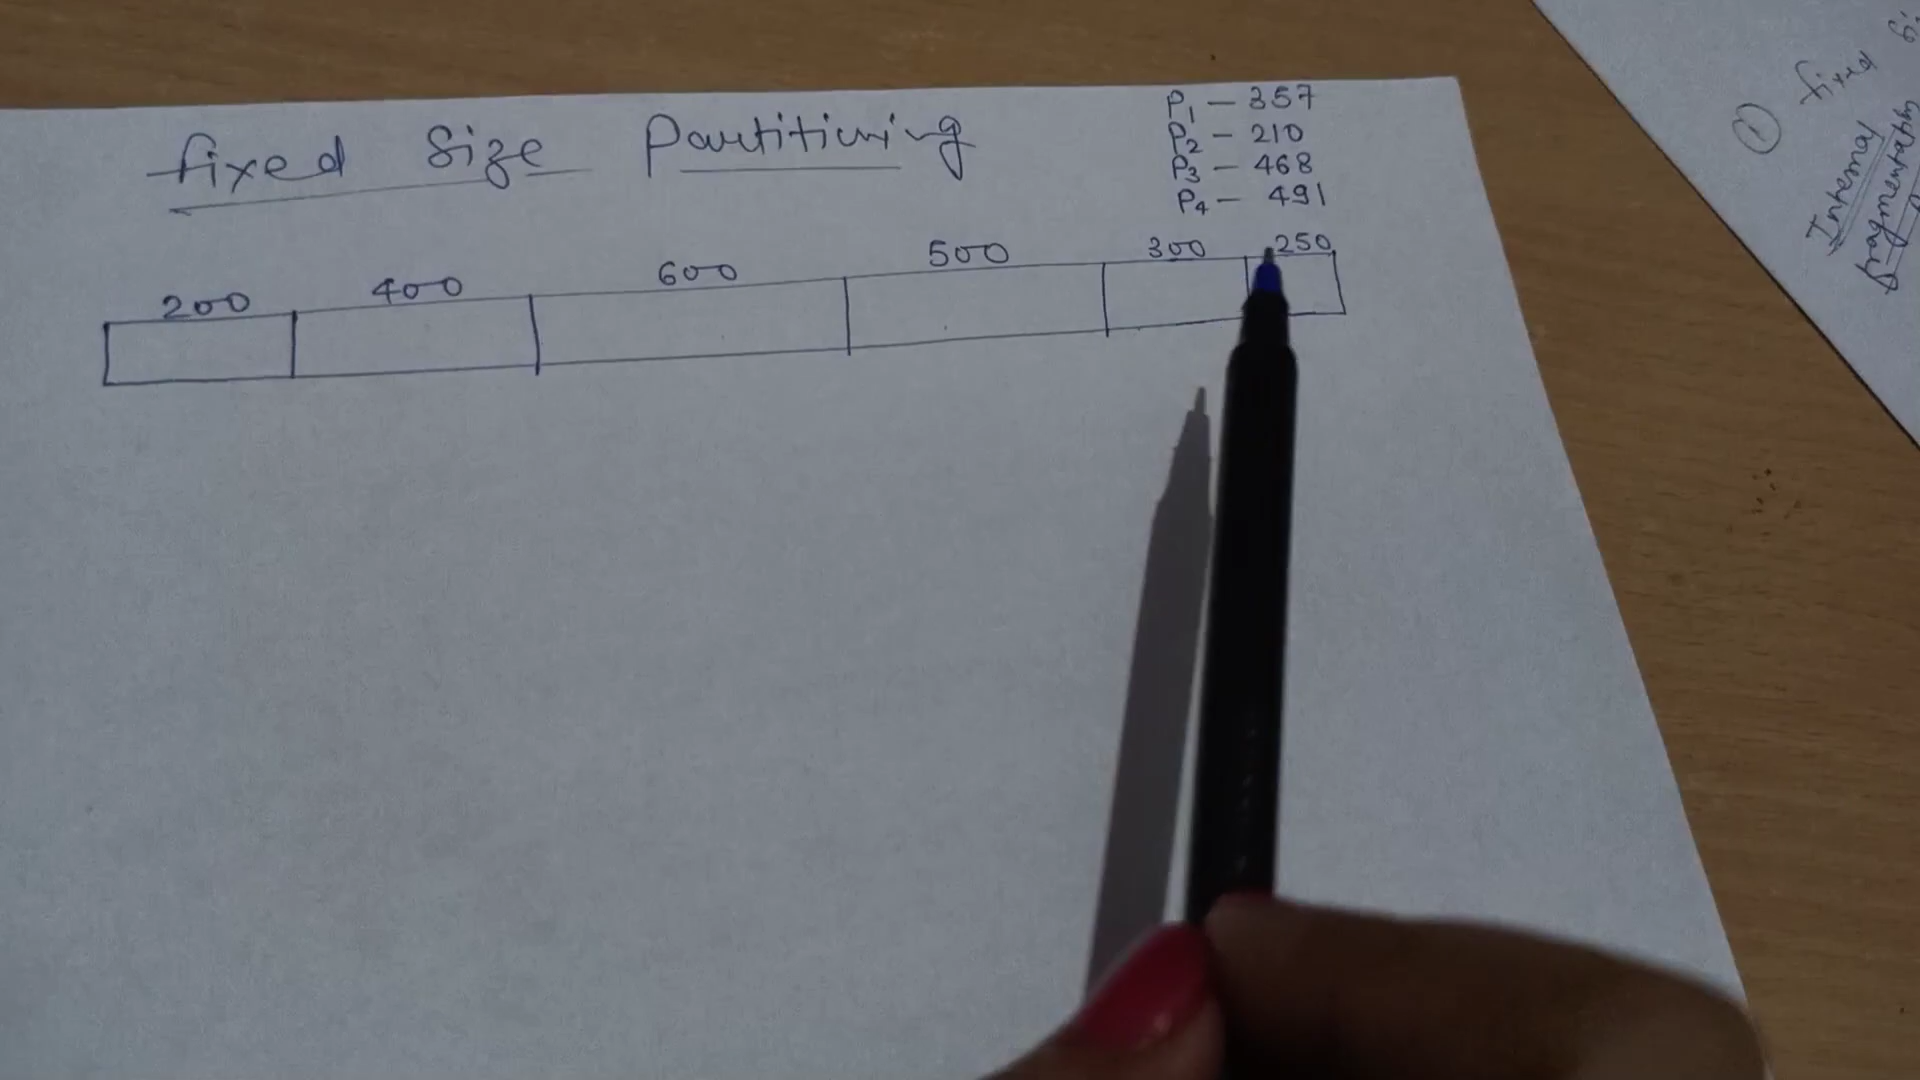 fixed Size Partitioning
P1 - 357
P2 - 210
P3 - 468
P4 - 491
200 400 600 500 300 250
① fixed
Internal